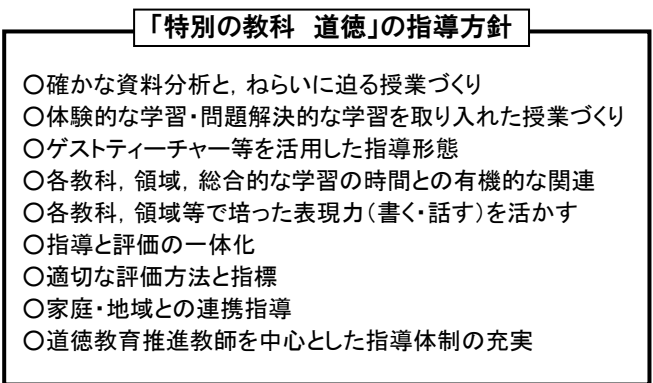 「特別の教科　道徳」の指導方針
○確かな資料分析と，ねらいに迫る授業づくり
○体験的な学習・問題解決的な学習を取り入れた授業づくり
○ゲストティーチャー等を活用した指導形態
○各教科，領域，総合的な学習の時間との有機的な関連
○各教科，領域等で培った表現力（書く・話す）を活かす
○指導と評価の一体化
○適切な評価方法と指標
○家庭・地域との連携指導
○道徳教育推進教師を中心とした指導体制の充実